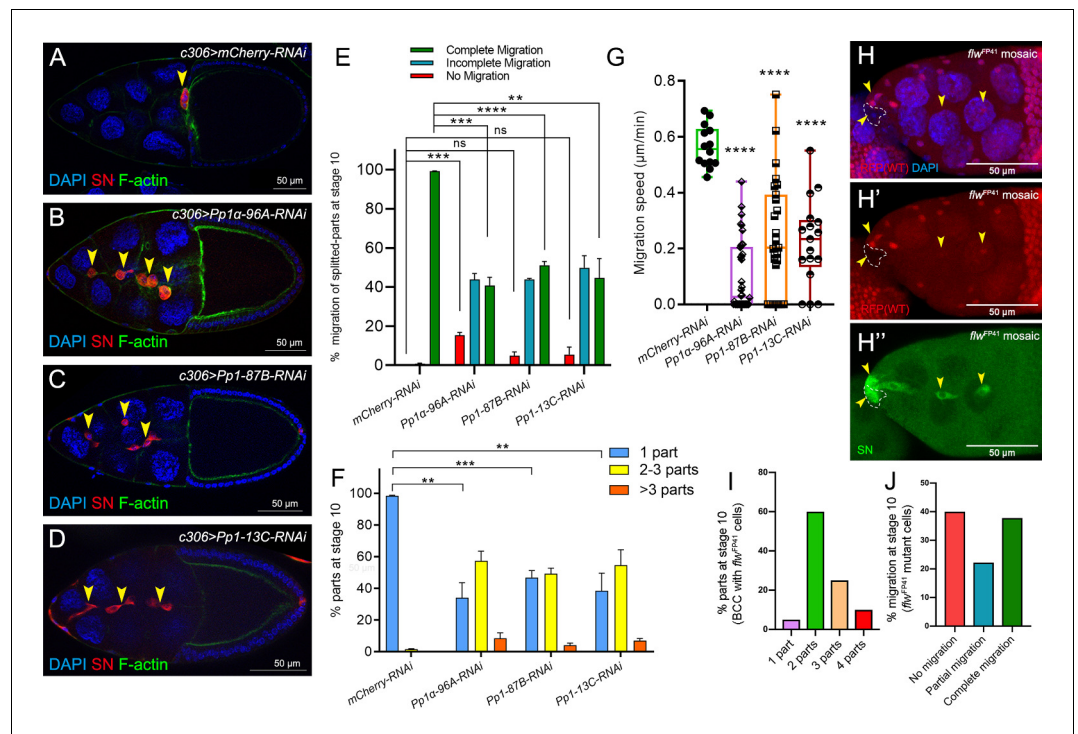 A
c306>mCherry-RNAi
DAPI SN F-actin
50 µm
B
c306>Pp1α-96A-RNAi
DAPI SN F-actin
50 µm
C
c306>Pp1-87B-RNAi
DAPI SN F-actin
50 µm
D
c306>Pp1-13C-RNAi
DAPI SN F-actin
50 µm
E
Complete Migration
Incomplete Migration
No Migration
**
****
***
ns
ns
***
% migration of splitted-parts at stage 10
100
80
60
40
20
0
mCherry-RNAi
Pp1α-96A-RNAi
Pp1-87B-RNAi
Pp1-13C-RNAi
F
1 part
2-3 parts
>3 parts
**
***
**
% parts at stage 10
100
80
60
40
20
0
50 µm
mCherry-RNAi
Pp1α-96A-RNAi
Pp1-87B-RNAi
Pp1-13C-RNAi
G
****
****
****
Migration speed (µm/min)
0.8
0.6
0.4
0.2
0.0
mCherry-RNAi
Pp1α-96A-RNAi
Pp1-87B-RNAi
Pp1-13C-RNAi
H
flwFP41 mosaic
RFP(WT) DAPI
50 µm
H'
flwFP41 mosaic
RFP(WT)
50 µm
H''
flwFP41 mosaic
SN
50 µm
I
% parts at stage 10
(BCC with flwFP41 cells)
80
60
40
20
0
1 part
2 parts
3 parts
4 parts
J
% migration at stage 10
(flwFP41 mutant cells)
50
40
30
20
10
0
No migration
Partial migration
Complete migration